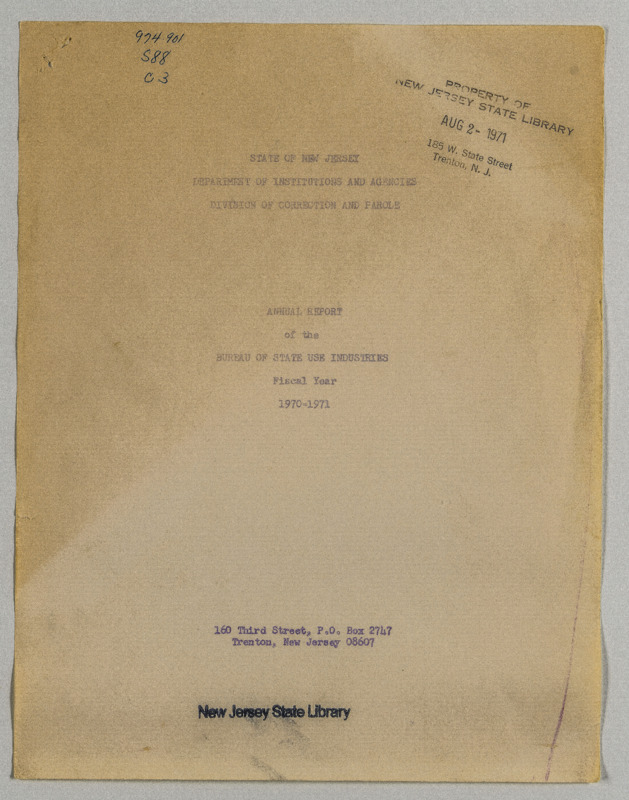 974.901
S88
C3
PROPERTY OF
NEW JERSEY STATE LIBRARY
AUG 2 - 1971
185 W. State Street
Trenton, N. J.
STATE OF NEW JERSEY
DEPARTMENT OF INSTITUTIONS AND AGENCIES
DIVISION OF CORRECTION AND PAROLE
ANNUAL REPORT
of the
BUREAU OF STATE USE INDUSTRIES
Fiscal Year
1970-1971
160 Third Street, P.O. Box 2747
Trenton, New Jersey 08607
New Jersey State Library